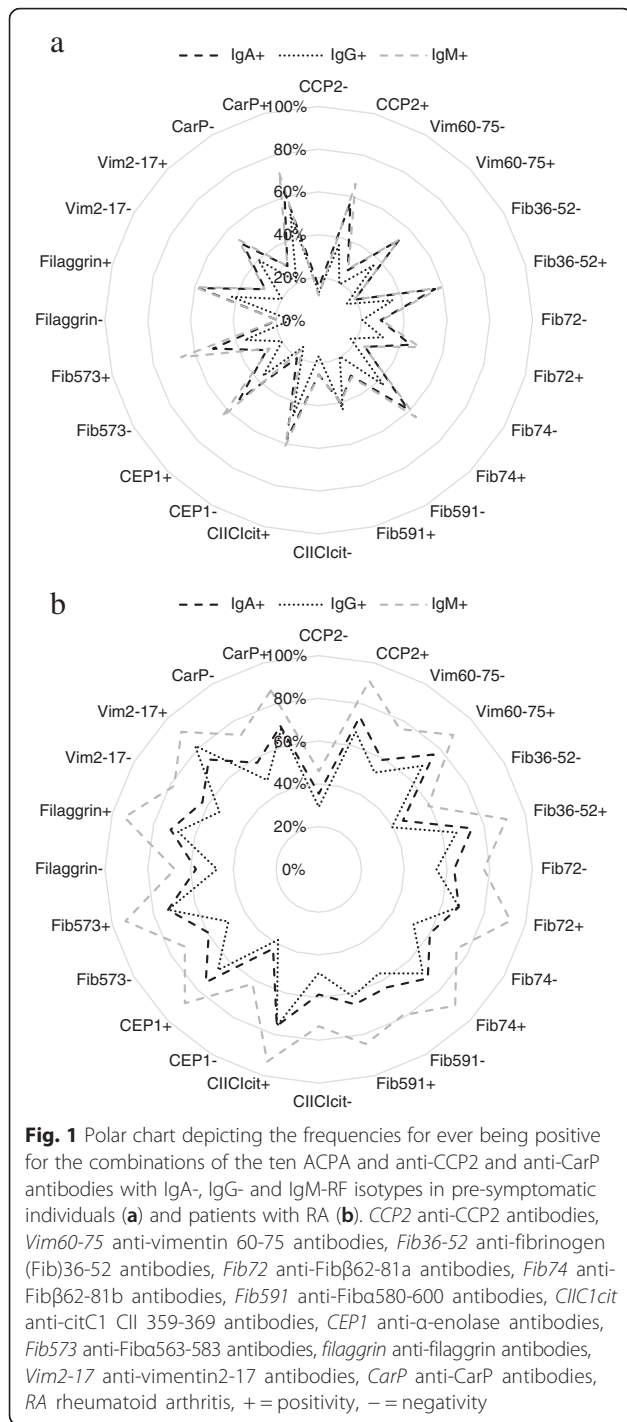 a
IgA+ IgG+ IgM+
CCP2-
CarP+ 100% CCP2+
CarP- Vim60-75-
80%
Vim2-17+ Vim60-75+
60%
Vim2-17- Fib36-52-
40%
Filaggrin+ Fib36-52+
20%
Filaggrin- 0% Fib72-
Fib573+ Fib72+
Fib573- Fib74-
CEP1+ Fib74+
CEP1- Fib591-
CIICIcit+ Fib591+
CIICIcit-
b
IgA+ IgG+ IgM+
CCP2-
CarP+ 100% CCP2+
CarP- Vim60-75-
80%
Vim2-17+ Vim60-75+
60%
Vim2-17- Fib36-52-
40%
Filaggrin+ Fib36-52+
20%
Filaggrin- 0% Fib72-
Fib573+ Fib72+
Fib573- Fib74-
CEP1+ Fib74+
CEP1- Fib591-
CIICIcit+ Fib591+
CIICIcit-
Fig. 1 Polar chart depicting the frequencies for ever being positive
for the combinations of the ten ACPA and anti-CCP2 and anti-CarP
antibodies with IgA-, IgG- and IgM-RF isotypes in pre-symptomatic
individuals (a) and patients with RA (b). CCP2 anti-CCP2 antibodies,
Vim60-75 anti-vimentin 60-75 antibodies, Fib36-52 anti-fibrinogen
(Fib)36-52 antibodies, Fib72 anti-Fibβ62-81a antibodies, Fib74 anti-
Fibβ62-81b antibodies, Fib591 anti-Fibα580-600 antibodies, CIIC1cit
anti-citC1 CII 359-369 antibodies, CEP1 anti-α-enolase antibodies,
Fib573 anti-Fibα563-583 antibodies, filaggrin anti-filaggrin antibodies,
Vim2-17 anti-vimentin2-17 antibodies, CarP anti-CarP antibodies,
RA rheumatoid arthritis, + = positivity, − = negativity